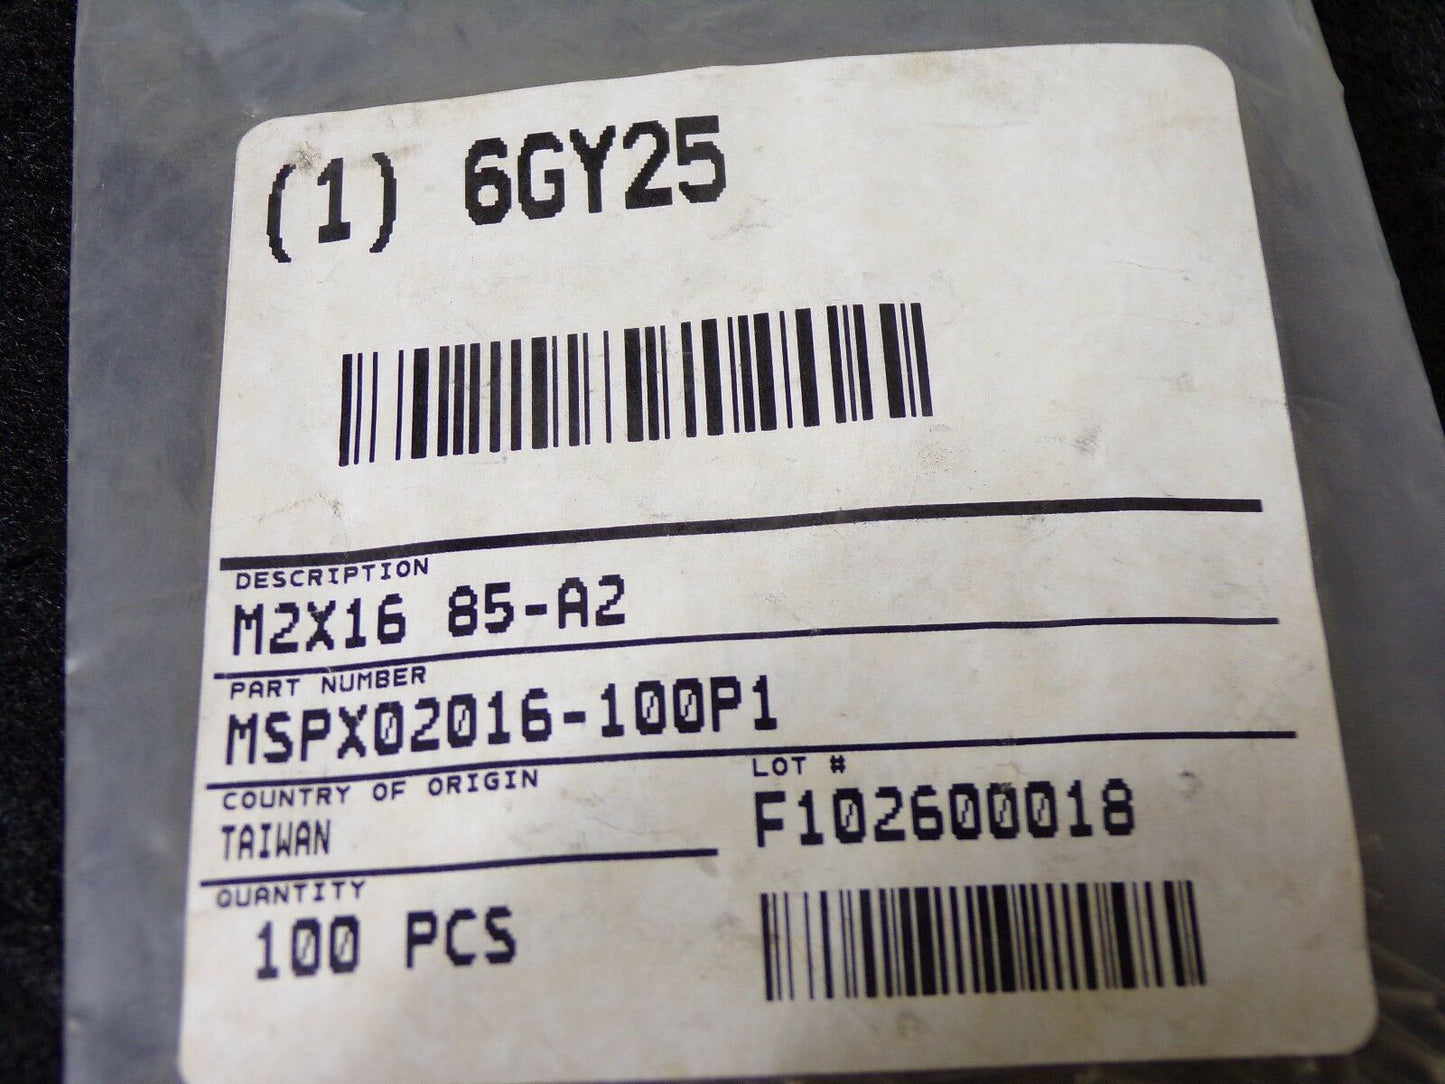 (1) 6GY25
DESCRIPTION
M2X16 85-A2
PART NUMBER
MSPX02016-100P1
COUNTRY OF ORIGIN
TAIWAN
LOT #
F102600018
QUANTITY
100 PCS